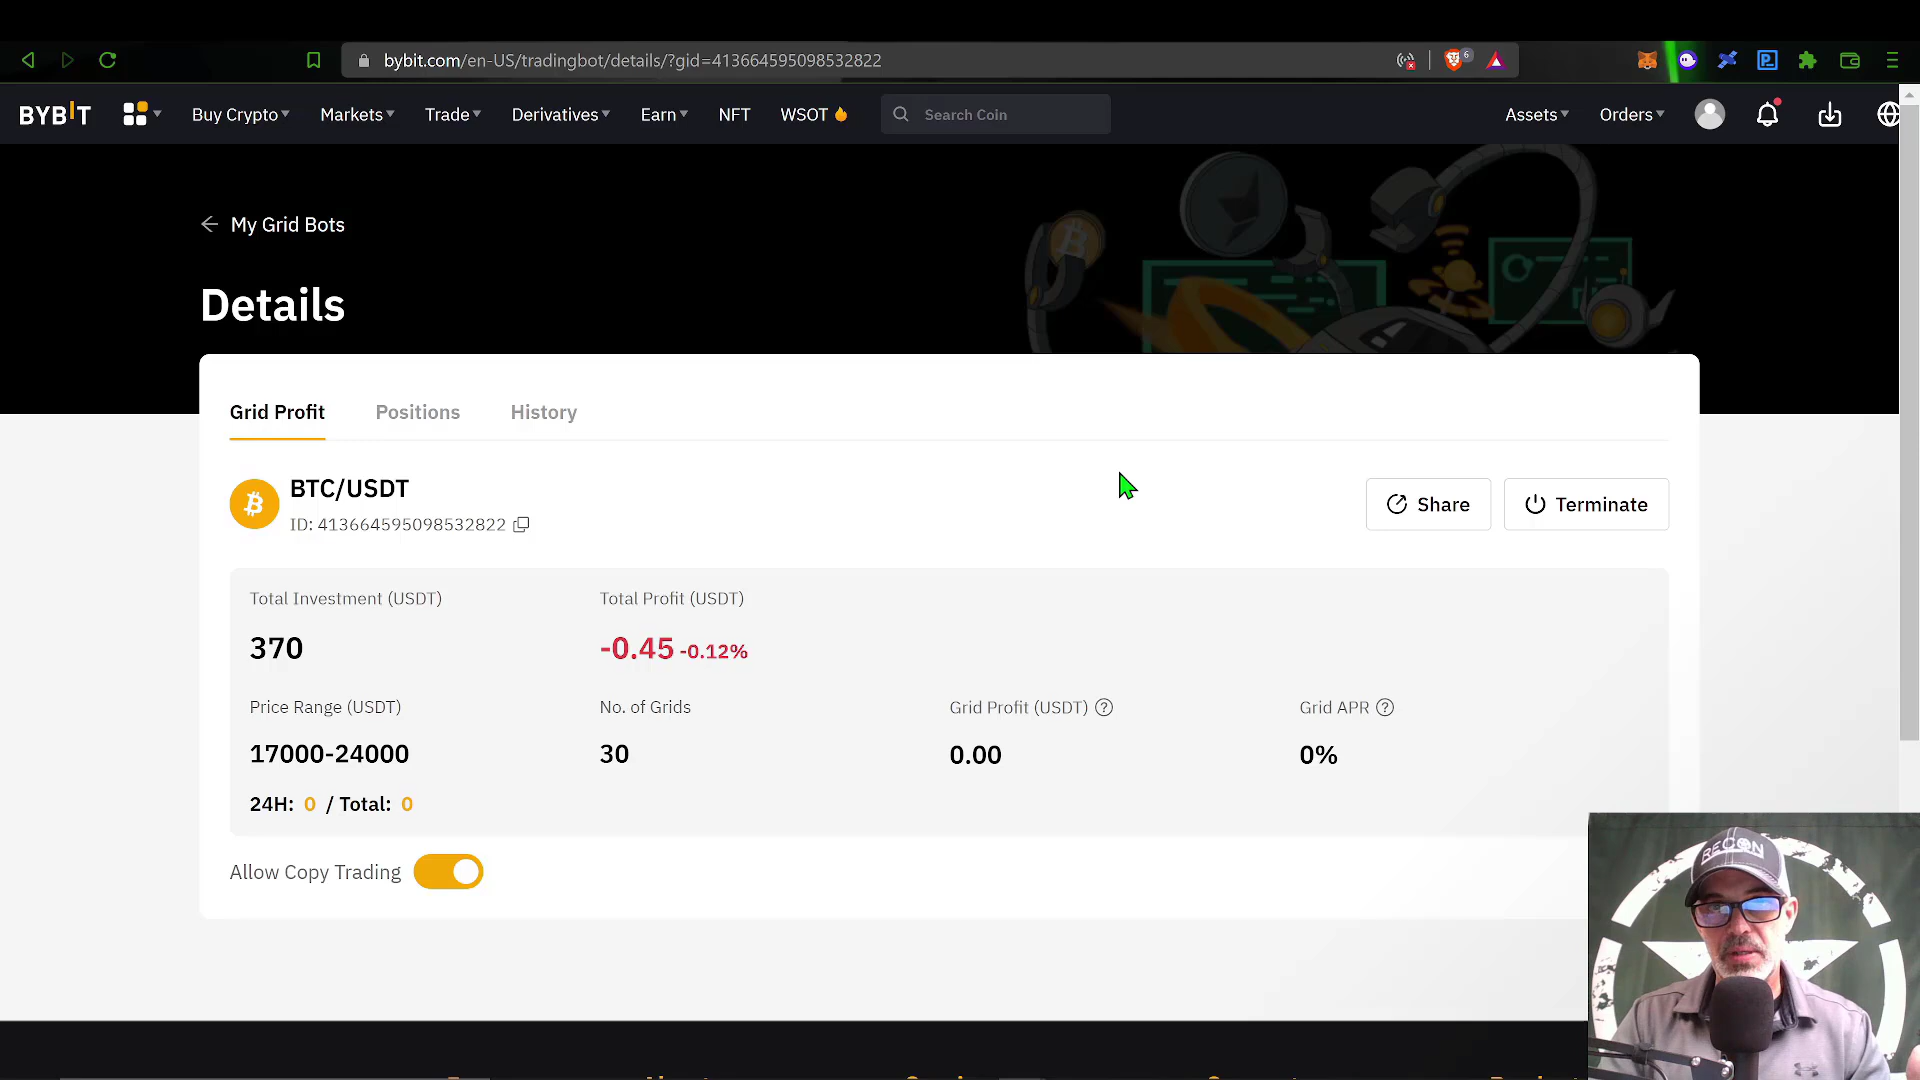 bybit.com/en-US/tradingbot/details/?gid=413664595098532822
6
BYBIT Buy Crypto Markets Trade Derivatives Earn NFT WSOT Search Coin Assets Orders
My Grid Bots
Details
Grid Profit Positions History
BTC/USDT
ID: 413664595098532822
Share Terminate
Total Investment (USDT) Total Profit (USDT)
370 -0.45 -0.12%
Price Range (USDT) No. of Grids Grid Profit (USDT) Grid APR
17000-24000 30 0.00 0%
24H: 0 / Total: 0
Allow Copy Trading
RECON